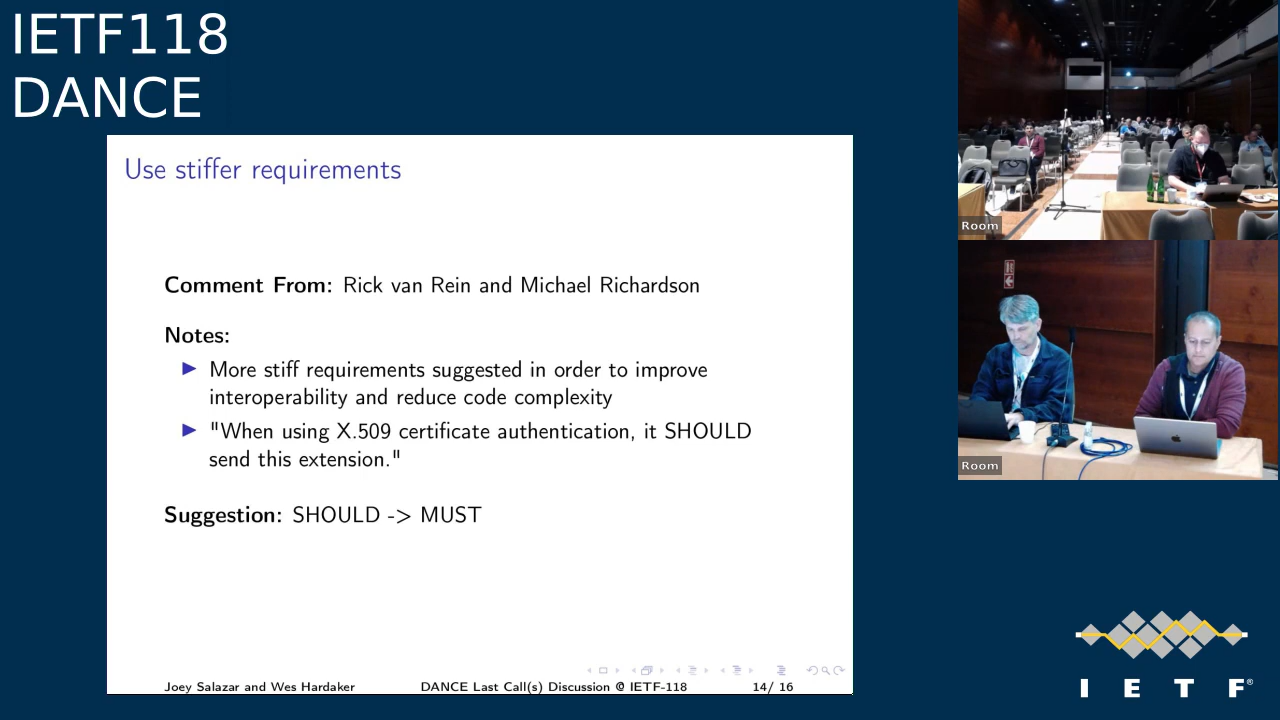 IETF118
DANCE
Use stiffer requirements
Comment From: Rick van Rein and Michael Richardson
Notes:
More stiff requirements suggested in order to improve
interoperability and reduce code complexity
"When using X.509 certificate authentication, it SHOULD
send this extension."
Suggestion: SHOULD -> MUST
Joey Salazar and Wes Hardaker DANCE Last Call(s) Discussion @ IETF-118 14/ 16
Room
Room
I E T F®